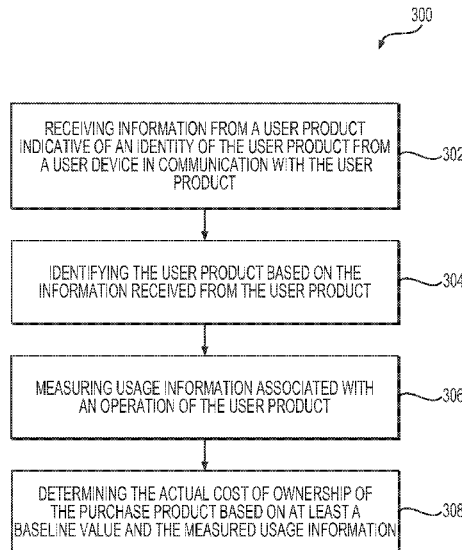 300
RECEIVING INFORMATION FROM A USER PRODUCT
INDICATIVE OF AN IDENTITY OF THE USER PRODUCT FROM
A USER DEVICE IN COMMUNICATION WITH THE USER
PRODUCT
302
IDENTIFYING THE USER PRODUCT BASED ON THE
INFORMATION RECEIVED FROM THE USER PRODUCT
304
MEASURING USAGE INFORMATION ASSOCIATED WITH
AN OPERATION OF THE USER PRODUCT
306
DETERMINING THE ACTUAL COST OF OWNERSHIP OF
THE PURCHASE PRODUCT BASED ON AT LEAST A
BASELINE VALUE AND THE MEASURED USAGE INFORMATION
308